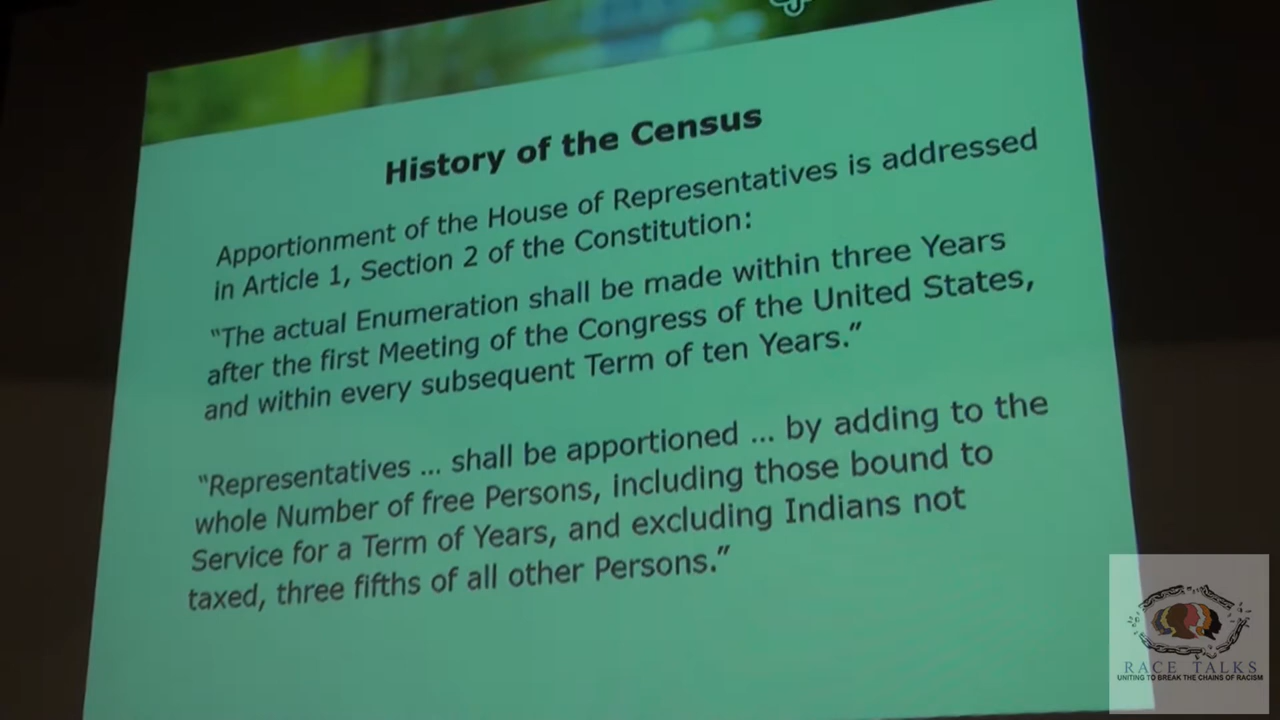 History of the Census
Apportionment of the House of Representatives is addressed
in Article 1, Section 2 of the Constitution:
“The actual Enumeration shall be made within three Years
after the first Meeting of the Congress of the United States,
and within every subsequent Term of ten Years.”
“Representatives ... shall be apportioned ... by adding to the
whole Number of free Persons, including those bound to
Service for a Term of Years, and excluding Indians not
taxed, three fifths of all other Persons.”
RACE TALKS
UNITING TO BREAK THE CHAINS OF RACISM